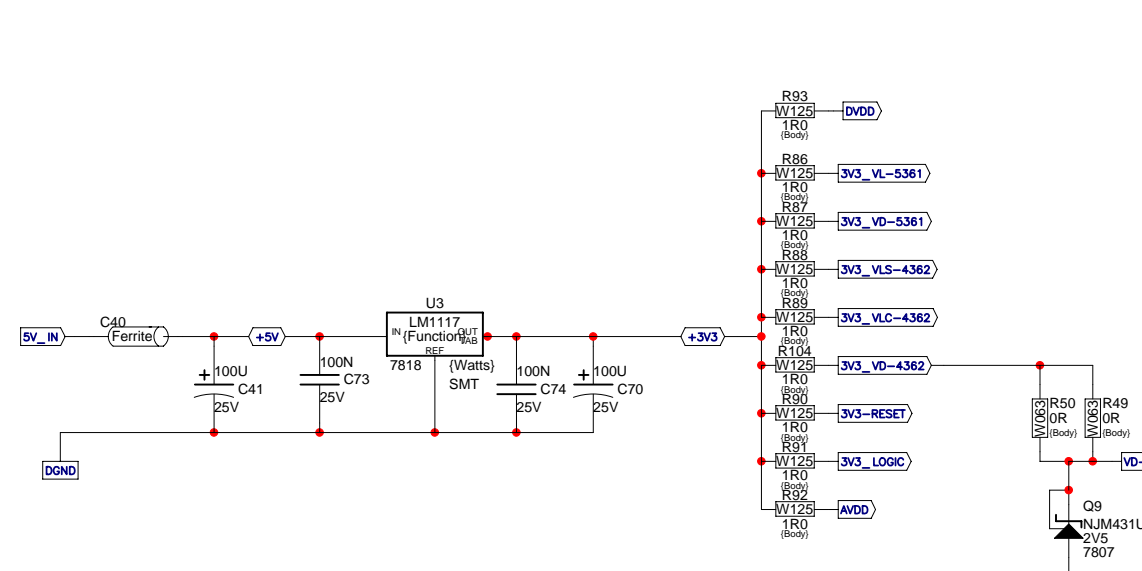 R93
W125
1R0
{Body}
DVDD
R86
W125
1R0
{Body}
3V3_VL-5361
R87
W125
1R0
{Body}
3V3_VD-5361
R88
W125
1R0
{Body}
3V3_VLS-4362
R89
W125
1R0
{Body}
3V3_VLC-4362
R104
W125
1R0
{Body}
3V3_VD-4362
R90
W125
1R0
{Body}
3V3-RESET
R91
W125
1R0
{Body}
3V3_LOGIC
R92
W125
1R0
{Body}
AVDD
5V_IN
C40
Ferrite
+5V
+ 100U
C41
25V
100N
C73
25V
U3
LM1117
IN {Function} OUT
TAB
REF
7818 {Watts}
SMT
100N
C74
25V
+ 100U
C70
25V
+3V3
DGND
W063 R50
0R
{Body}
W063 R49
0R
{Body}
VD-
Q9
NJM431U
2V5
7807